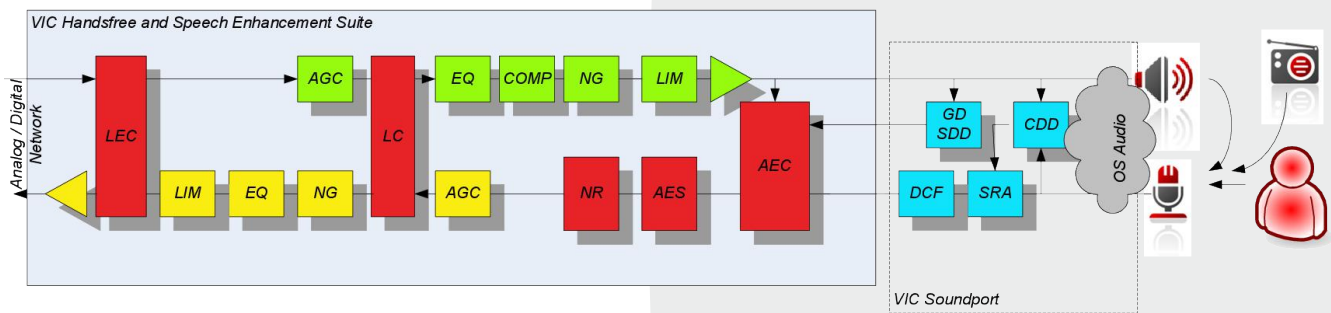 VIC Handsfree and Speech Enhancement Suite
Analog / Digital
Network
LEC
AGC
LC
EQ
COMP
NG
LIM
AEC
GD
SDD
CDD
OS Audio
LIM
EQ
NG
AGC
NR
AES
DCF
SRA
VIC Soundport